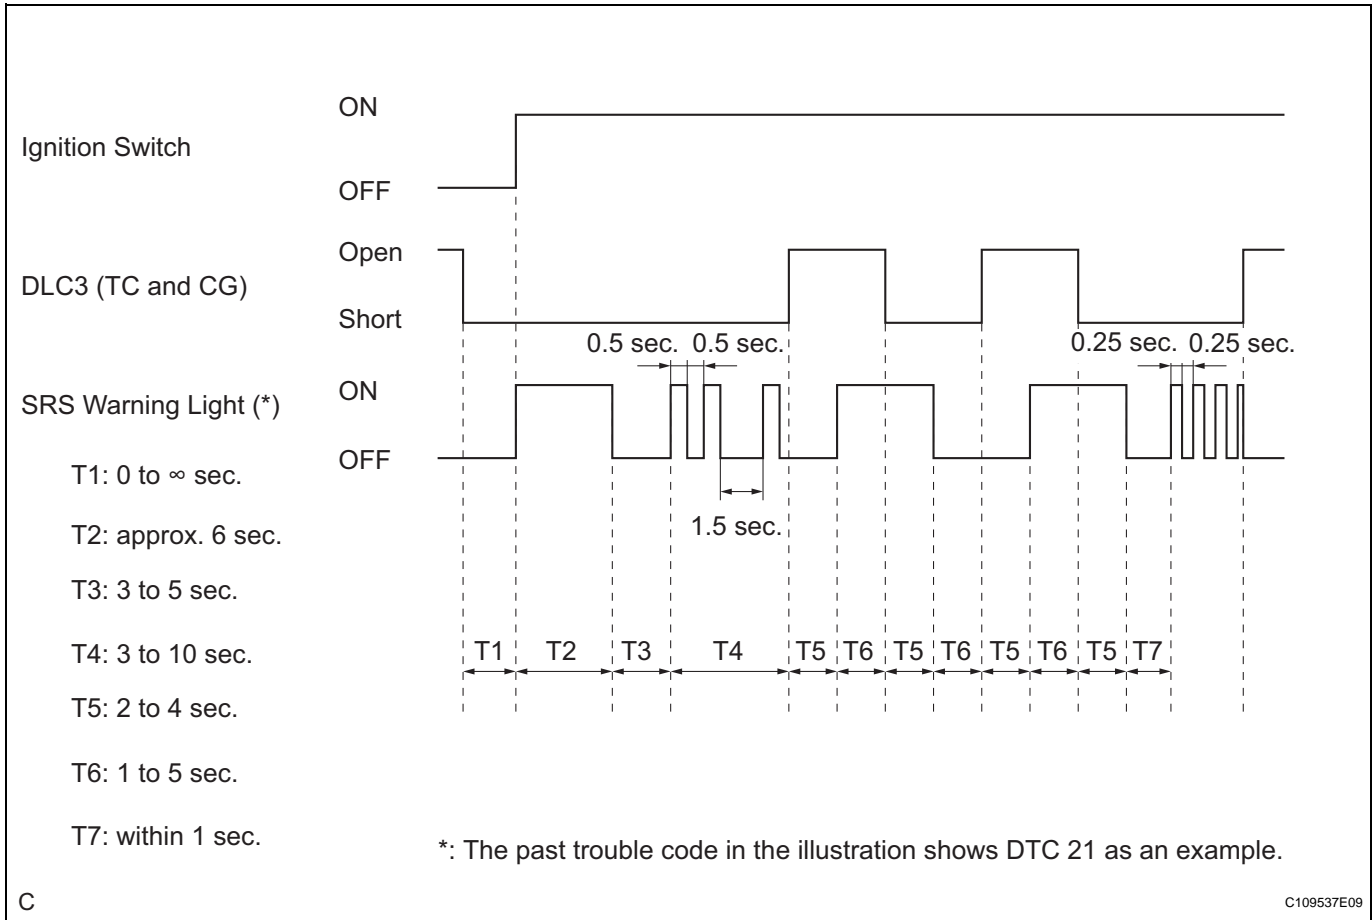 ON
Ignition Switch
OFF
Open
DLC3 (TC and CG)
Short
0.5 sec. 0.5 sec.
0.25 sec. 0.25 sec.
ON
SRS Warning Light (*)
OFF
1.5 sec.
T1: 0 to ∞ sec.
T2: approx. 6 sec.
T3: 3 to 5 sec.
T4: 3 to 10 sec.
T5: 2 to 4 sec.
T6: 1 to 5 sec.
T7: within 1 sec.
T1 T2 T3 T4 T5 T6 T5 T6 T5 T6 T5 T7
*: The past trouble code in the illustration shows DTC 21 as an example.
C
C109537E09